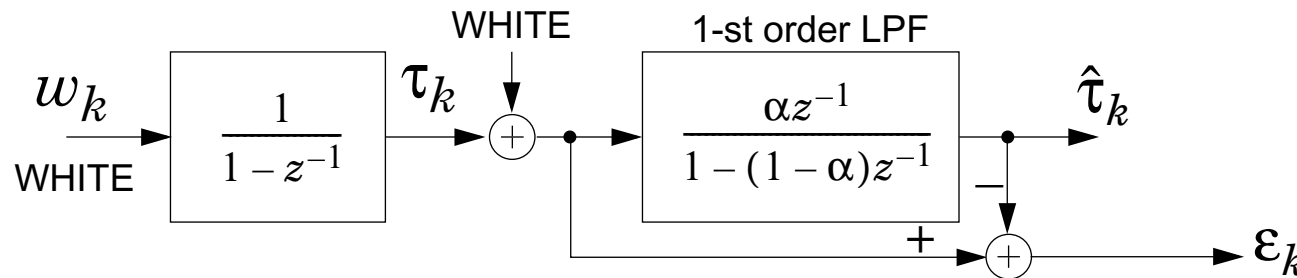 WHITE
1-st order LPF
w_k
1 / (1 – z^{-1})
τ_k
+
αz^{-1} / (1 – (1 – α)z^{-1})
τ̂_k
WHITE
–
+
+
ε_k